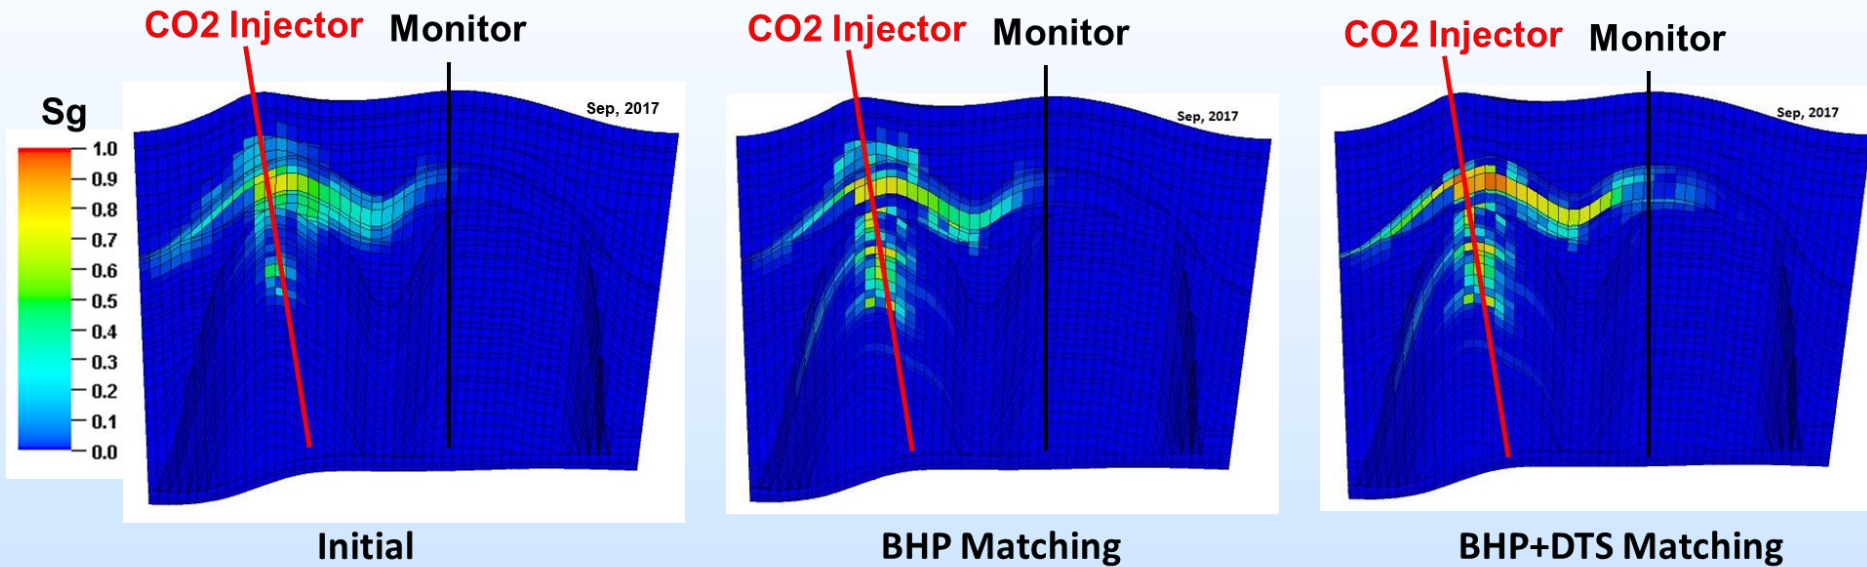 CO2 Injector Monitor
CO2 Injector Monitor
CO2 Injector Monitor
Sg
Sep, 2017
Sep, 2017
Sep, 2017
1.0
0.9
0.8
0.7
0.6
0.5
0.4
0.3
0.2
0.1
0.0
Initial
BHP Matching
BHP+DTS Matching